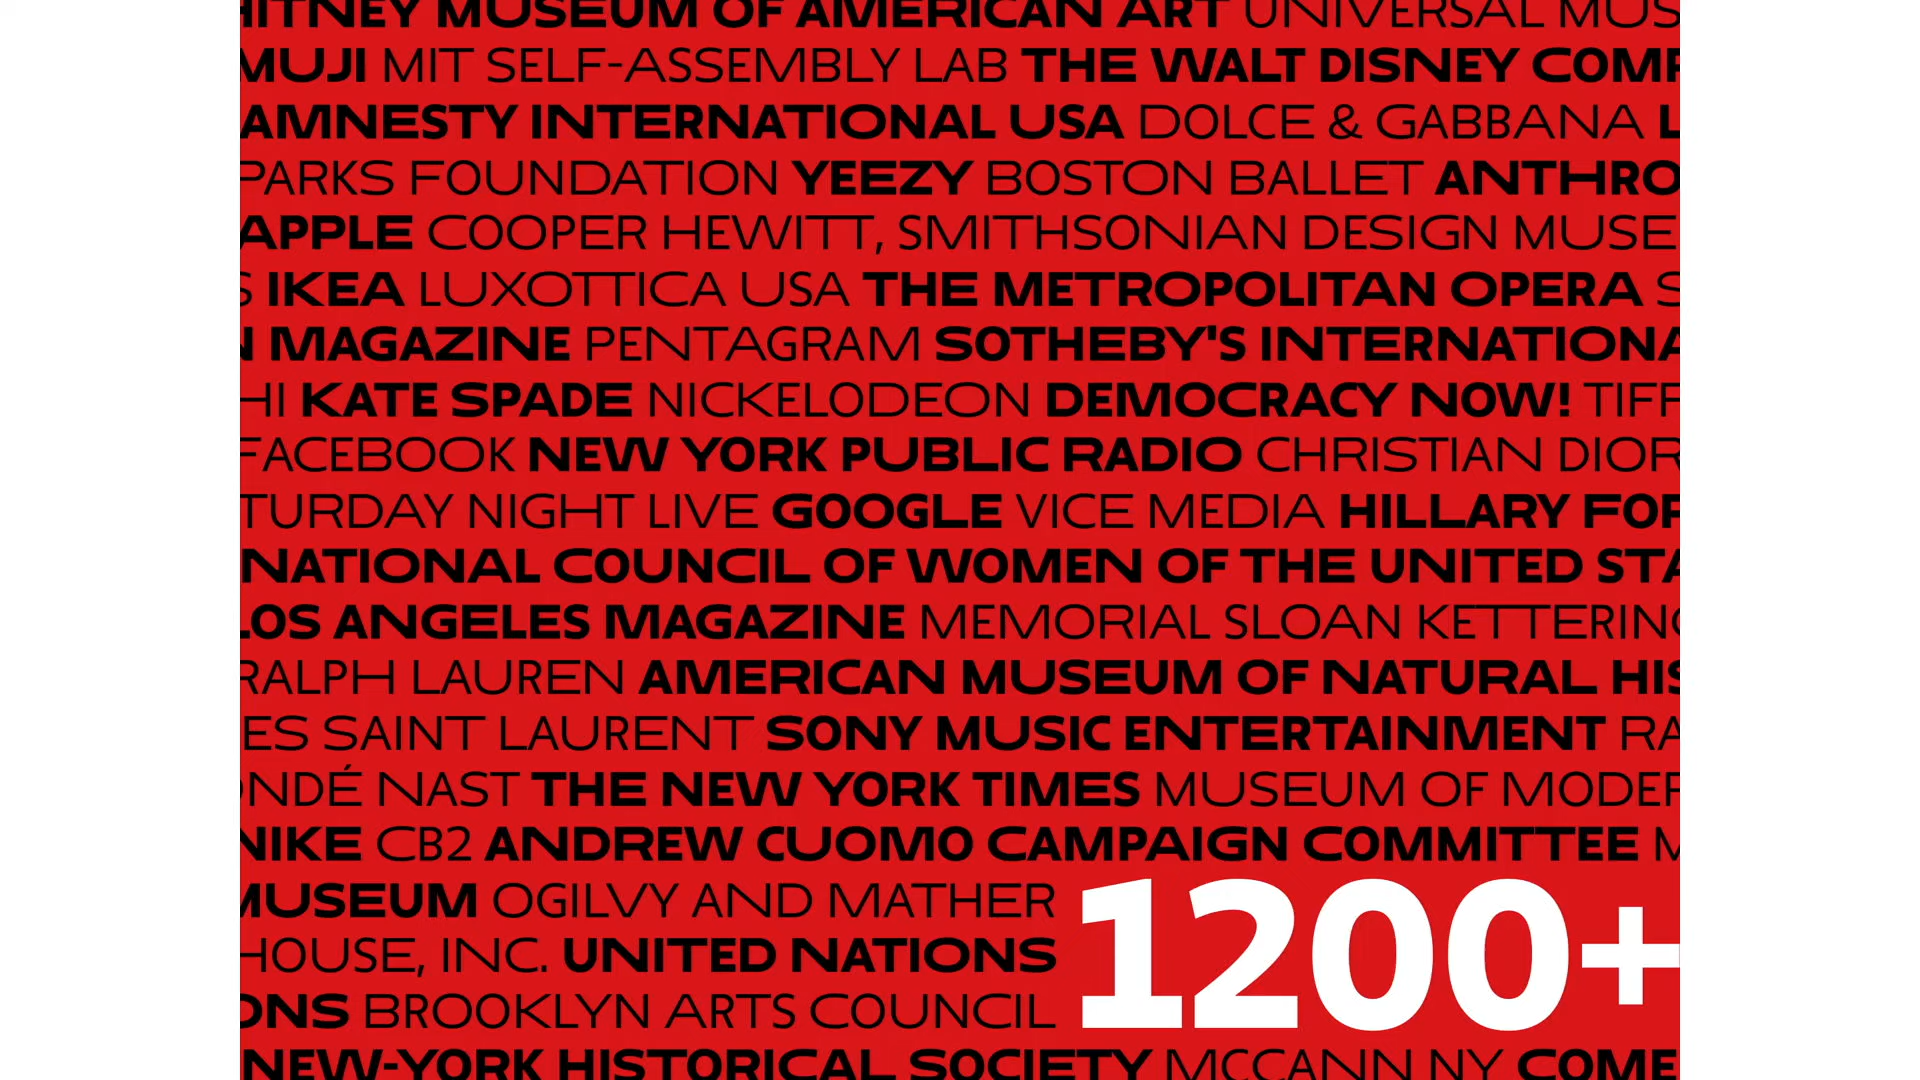 WHITNEY MUSEUM OF AMERICAN ART UNIVERSAL MUS
MUJI MIT SELF-ASSEMBLY LAB THE WALT DISNEY COMP
AMNESTY INTERNATIONAL USA DOLCE & GABBANA L
PARKS FOUNDATION YEEZY BOSTON BALLET ANTHRO
APPLE COOPER HEWITT, SMITHSONIAN DESIGN MUSE
S IKEA LUXOTTICA USA THE METROPOLITAN OPERA S
N MAGAZINE PENTAGRAM SOTHEBY'S INTERNATIONA
HI KATE SPADE NICKELODEON DEMOCRACY NOW! TIFF
FACEBOOK NEW YORK PUBLIC RADIO CHRISTIAN DIOR
TURDAY NIGHT LIVE GOOGLE VICE MEDIA HILLARY FOR
NATIONAL COUNCIL OF WOMEN OF THE UNITED STA
LOS ANGELES MAGAZINE MEMORIAL SLOAN KETTERING
RALPH LAUREN AMERICAN MUSEUM OF NATURAL HIS
ES SAINT LAURENT SONY MUSIC ENTERTAINMENT RA
ONDÉ NAST THE NEW YORK TIMES MUSEUM OF MODER
NIKE CB2 ANDREW CUOMO CAMPAIGN COMMITTEE M
MUSEUM OGILVY AND MATHER
HOUSE, INC. UNITED NATIONS
ONS BROOKLYN ARTS COUNCIL
1200+
NEW-YORK HISTORICAL SOCIETY MCCANN NY COME